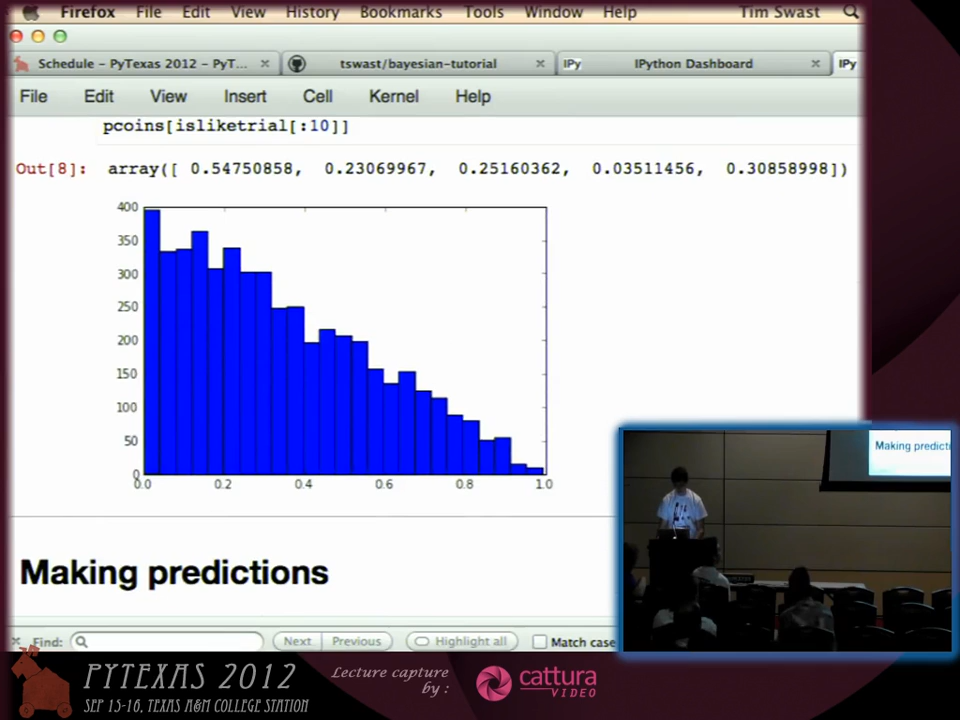 Firefox File Edit View History Bookmarks Tools Window Help Tim Swast
Schedule – PyTexas 2012 – PyT... tswast/bayesian-tutorial IPy IPython Dashboard IPy
File Edit View Insert Cell Kernel Help
pcoins[isliketrial[:10]]
Out[8]: array([ 0.54750858, 0.23069967, 0.25160362, 0.03511456, 0.30858998])
400
350
300
250
200
150
100
50
0
0.0 0.2 0.4 0.6 0.8 1.0
Making predictions
Making predicti
Find: Next Previous Highlight all Match case
PYTEXAS 2012
SEP 15-16, TEXAS A&M COLLEGE STATION
Lecture capture
by :
cattura
VIDEO